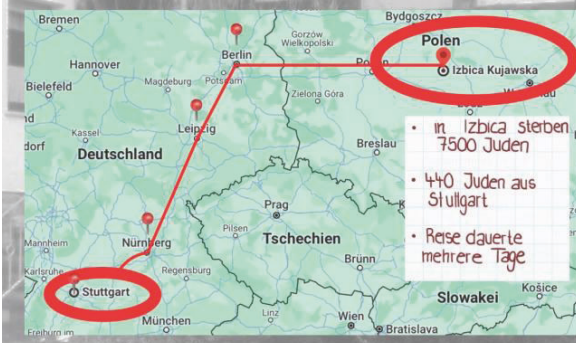 Bremen
Bydgoszcz
Gorzów
Wielkopolski
Polen
Hannover
Berlin
Izbica Kujawska
Bielefeld
Magdeburg
Potsdam
Zielona Góra
Kassel
Leipzig
Deutschland
Breslau
• in Izbica sterben
7500 Juden
• 440 Juden aus
Stuttgart
• Reise dauerte
mehrere Tage
Prag
Pilsen
Tschechien
Mannheim
Nürnberg
Brünn
Karlsruhe
Regensburg
Stuttgart
Slowakei
Košice
München
Linz
Wien
Bratislava
Freiburg im